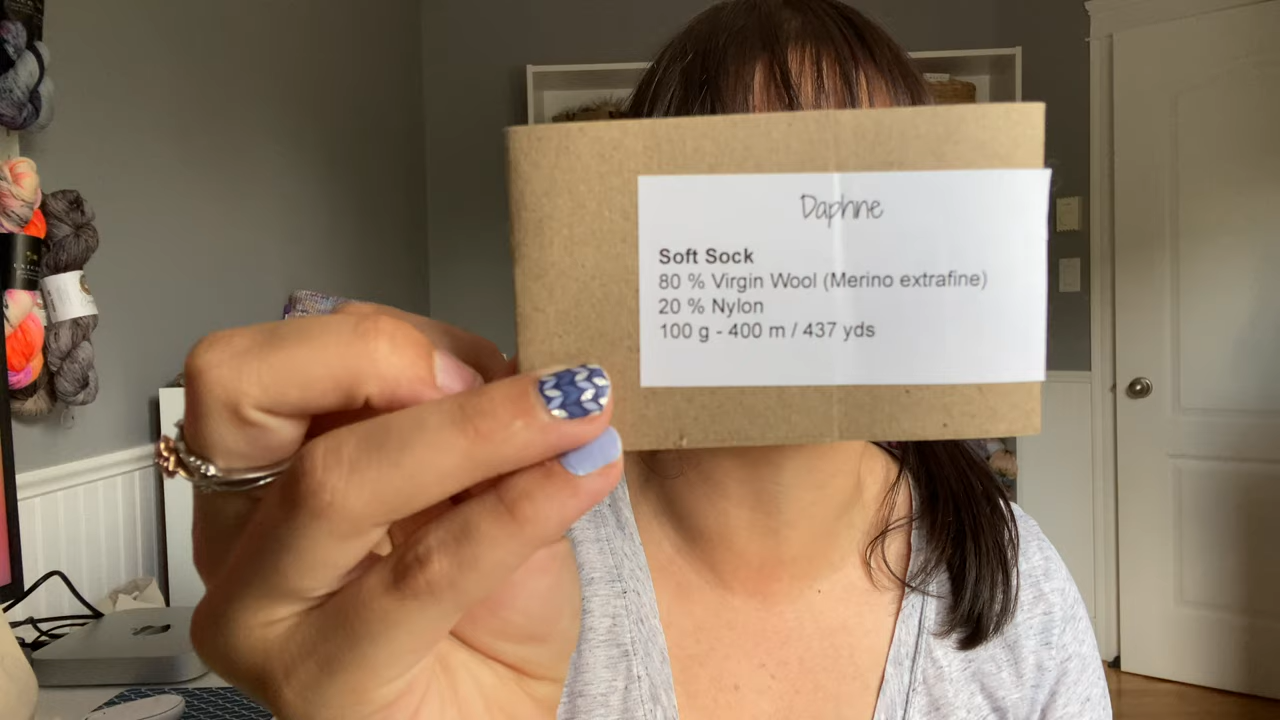 Daphne
Soft Sock
80 % Virgin Wool (Merino extrafine)
20 % Nylon
100 g - 400 m / 437 yds